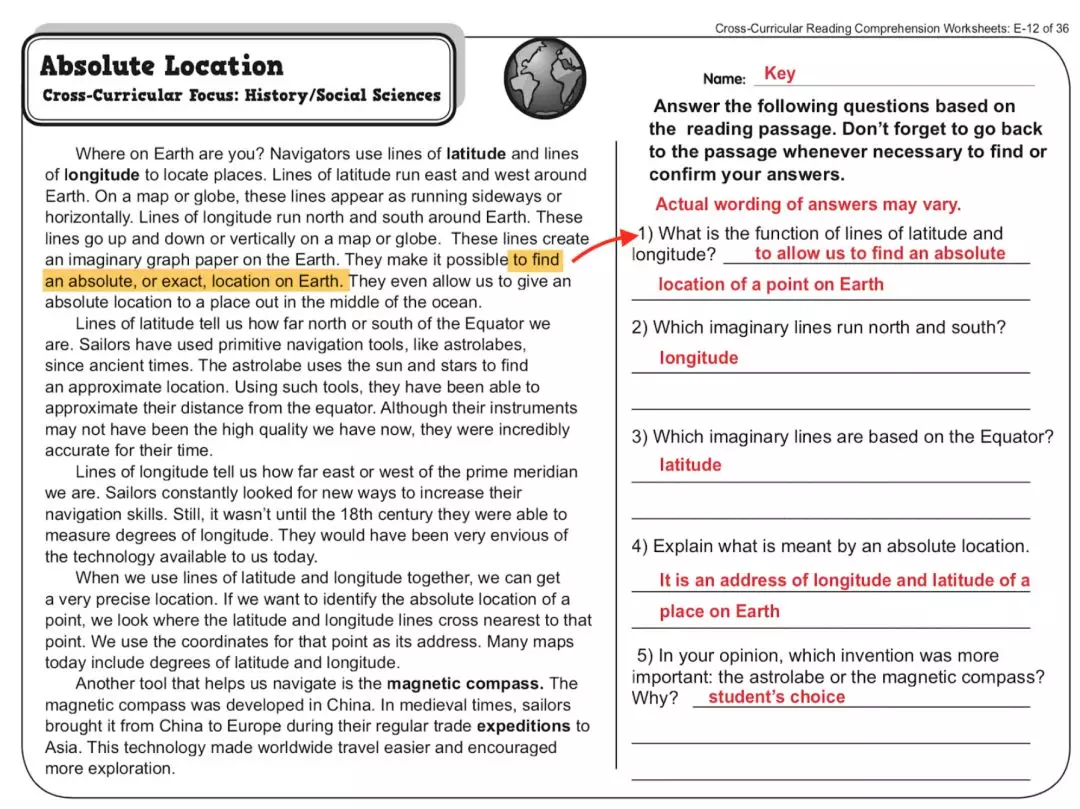 Cross-Curricular Reading Comprehension Worksheets: E-12 of 36
Absolute Location
Cross-Curricular Focus: History/Social Sciences
Where on Earth are you? Navigators use lines of latitude and lines
of longitude to locate places. Lines of latitude run east and west around
Earth. On a map or globe, these lines appear as running sideways or
horizontally. Lines of longitude run north and south around Earth. These
lines go up and down or vertically on a map or globe.  These lines create
an imaginary graph paper on the Earth. They make it possible to find
an absolute, or exact, location on Earth. They even allow us to give an
absolute location to a place out in the middle of the ocean.
Lines of latitude tell us how far north or south of the Equator we
are. Sailors have used primitive navigation tools, like astrolabes,
since ancient times. The astrolabe uses the sun and stars to find
an approximate location. Using such tools, they have been able to
approximate their distance from the equator. Although their instruments
may not have been the high quality we have now, they were incredibly
accurate for their time.
Lines of longitude tell us how far east or west of the prime meridian
we are. Sailors constantly looked for new ways to increase their
navigation skills. Still, it wasn't until the 18th century they were able to
measure degrees of longitude. They would have been very envious of
the technology available to us today.
When we use lines of latitude and longitude together, we can get
a very precise location. If we want to identify the absolute location of a
point, we look where the latitude and longitude lines cross nearest to that
point. We use the coordinates for that point as its address. Many maps
today include degrees of latitude and longitude.
Another tool that helps us navigate is the magnetic compass. The
magnetic compass was developed in China. In medieval times, sailors
brought it from China to Europe during their regular trade expeditions to
Asia. This technology made worldwide travel easier and encouraged
more exploration.
Name: Key
Answer the following questions based on
the  reading passage. Don't forget to go back
to the passage whenever necessary to find or
confirm your answers.
Actual wording of answers may vary.
1) What is the function of lines of latitude and
longitude? to allow us to find an absolute
location of a point on Earth
2) Which imaginary lines run north and south?
longitude
3) Which imaginary lines are based on the Equator?
latitude
4) Explain what is meant by an absolute location.
It is an address of longitude and latitude of a
place on Earth
5) In your opinion, which invention was more
important: the astrolabe or the magnetic compass?
Why? student's choice